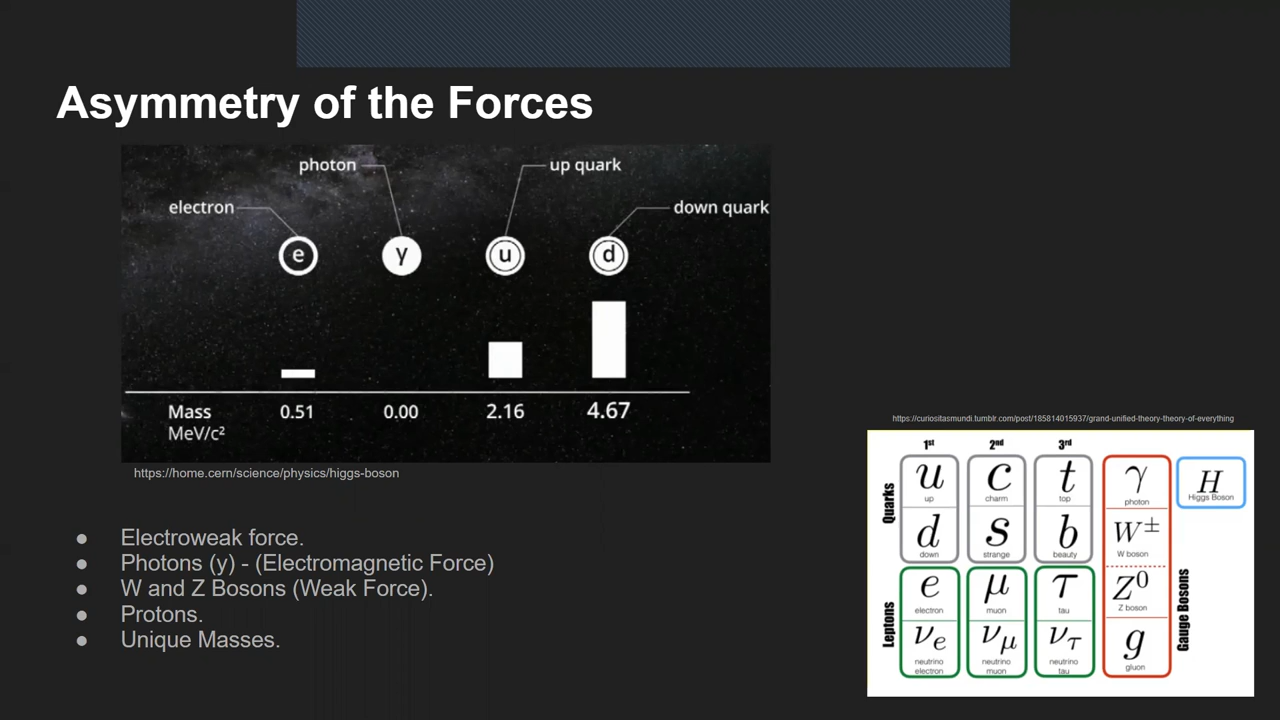 Asymmetry of the Forces
photon
up quark
electron
down quark
e
y
u
d
Mass 0.51 0.00 2.16 4.67
MeV/c²
https://home.cern/science/physics/higgs-boson
● Electroweak force.
● Photons (y) - (Electromagnetic Force)
● W and Z Bosons (Weak Force).
● Protons.
● Unique Masses.
https://curiositasmundi.tumblr.com/post/185814015937/grand-unified-theory-theory-of-everything
1st 2nd 3rd
Quarks
u c t γ H
up charm top photon Higgs Boson
d s b W±
down strange beauty W boson
Leptons
e μ τ Z⁰
electron muon tau Z boson
νe νμ ντ g
neutrino neutrino neutrino gluon
electron muon tau
Gauge Bosons